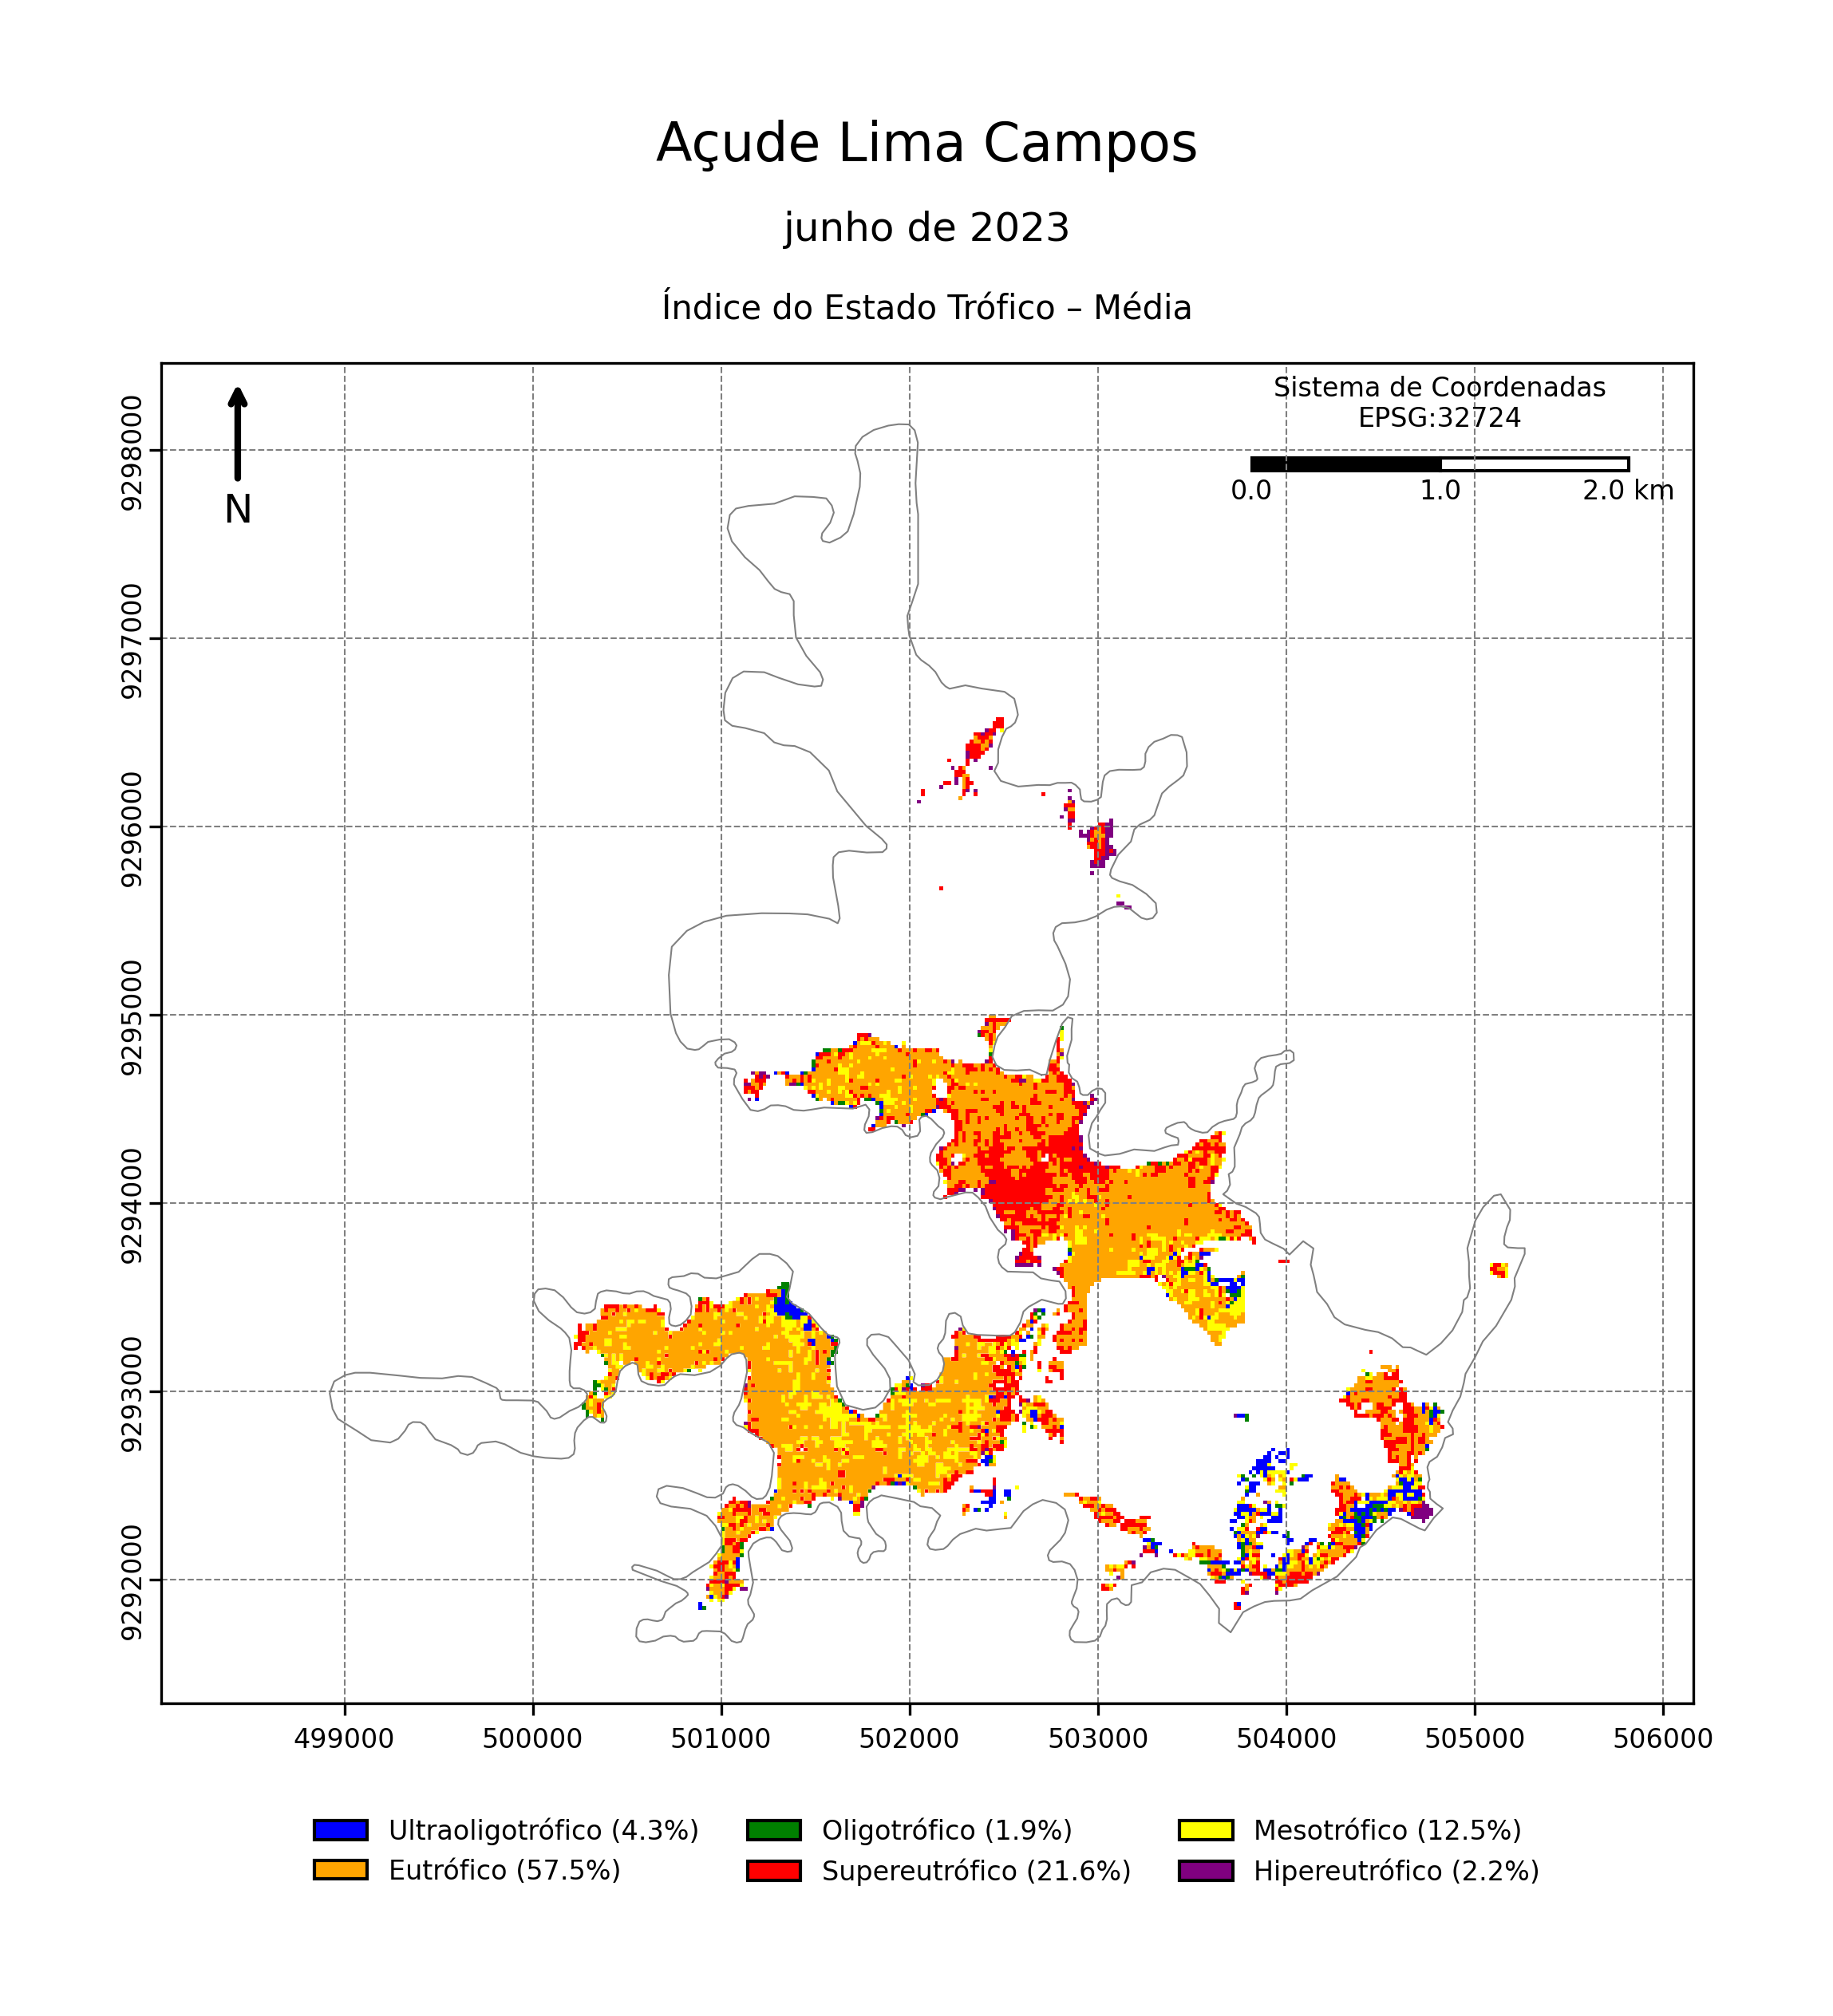 Açude Lima Campos
junho de 2023
Índice do Estado Trófico – Média
Sistema de Coordenadas
EPSG:32724
0.0 1.0 2.0 km
N
9298000
9297000
9296000
9295000
9294000
9293000
9292000
499000 500000 501000 502000 503000 504000 505000 506000
Ultraoligotrófico (4.3%) Oligotrófico (1.9%) Mesotrófico (12.5%)
Eutrófico (57.5%) Supereutrófico (21.6%) Hipereutrófico (2.2%)